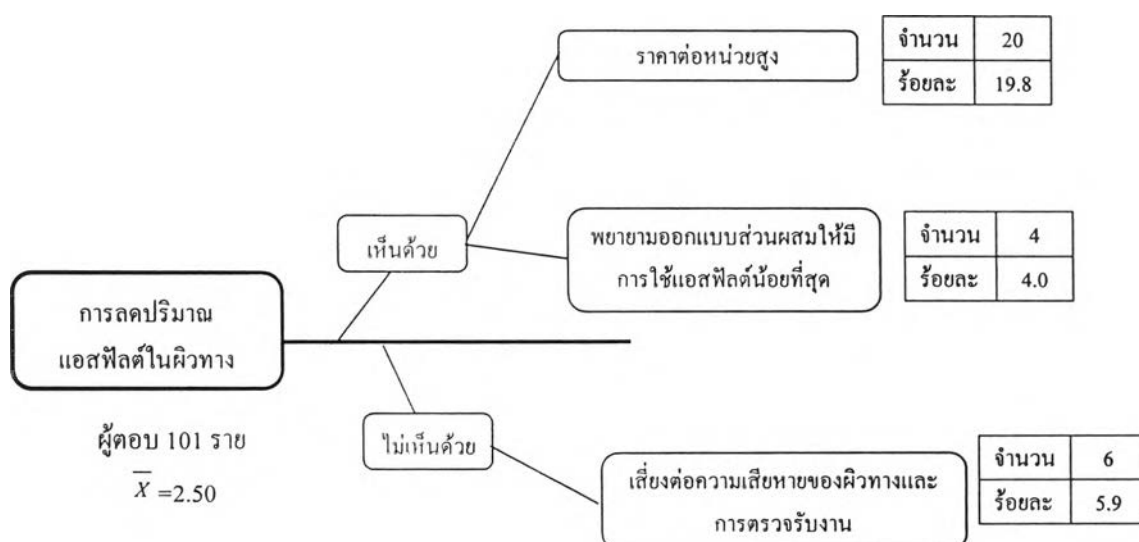 ราคาต่อหน่วยสูง
จำนวน 20
ร้อยละ 19.8
เห็นด้วย
พยายามออกแบบส่วนผสมให้มี
การใช้แอสฟัลต์น้อยที่สุด
จำนวน 4
ร้อยละ 4.0
การลดปริมาณ
แอสฟัลต์ในผิวทาง
ผู้ตอบ 101 ราย
X̄ =2.50
ไม่เห็นด้วย
เสี่ยงต่อความเสียหายของผิวทางและ
การตรวจรับงาน
จำนวน 6
ร้อยละ 5.9